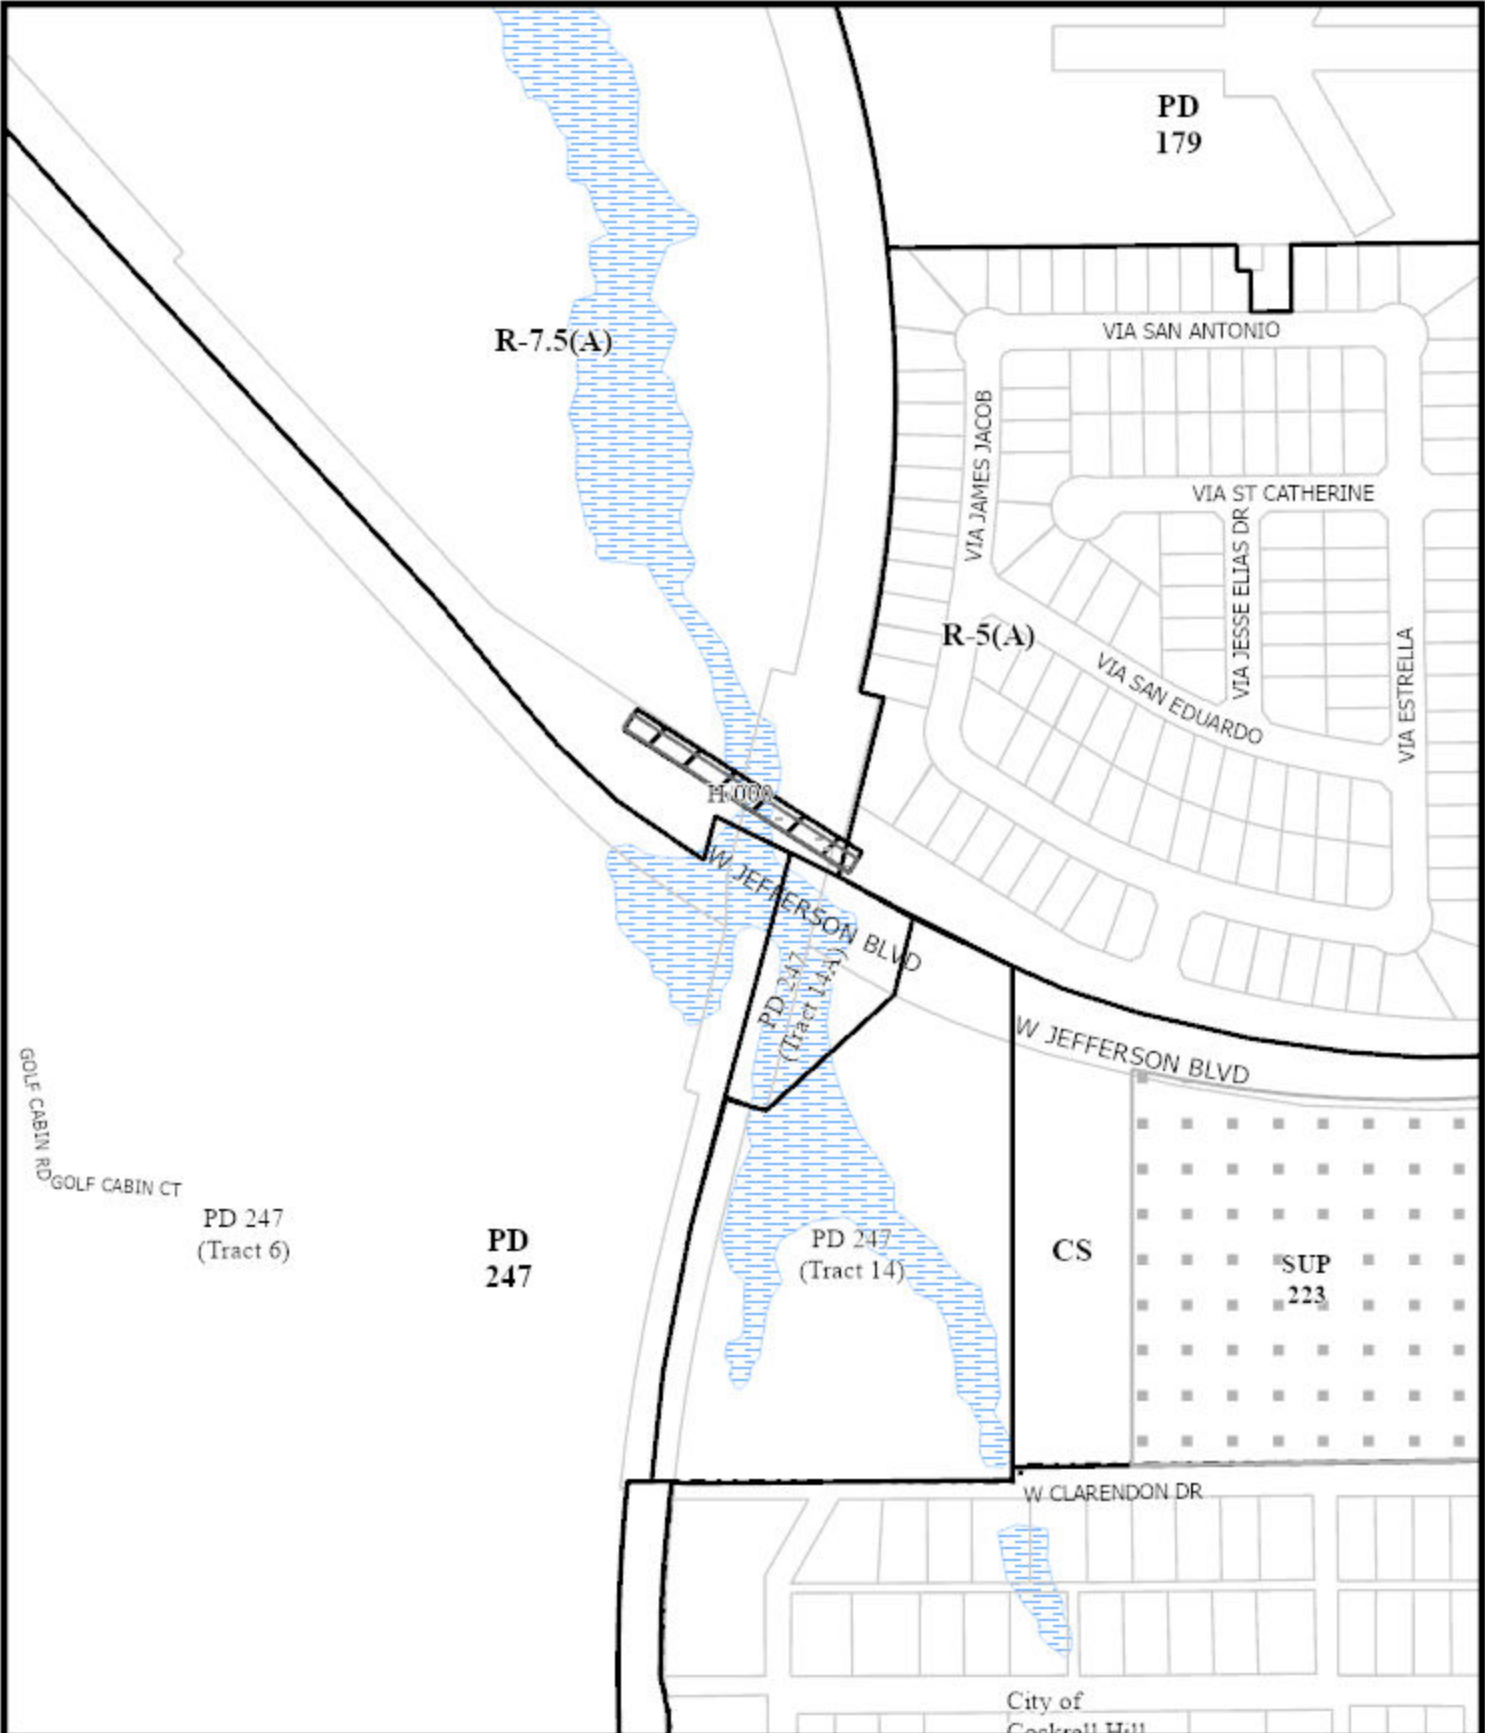 PD
179
R-7.5(A)
VIA SAN ANTONIO
VIA JAMES JACOB
VIA ST CATHERINE
VIA JESSE ELIAS DR
R-5(A)
VIA SAN EDUARDO
VIA ESTRELLA
W JEFFERSON BLVD
PD 247
(Tract 14A)
W JEFFERSON BLVD
GOLF CABIN RD
GOLF CABIN CT
PD 247
(Tract 6)
PD
247
PD 247
(Tract 14)
CS
SUP
223
W CLARENDON DR
City of
Cockrell Hill